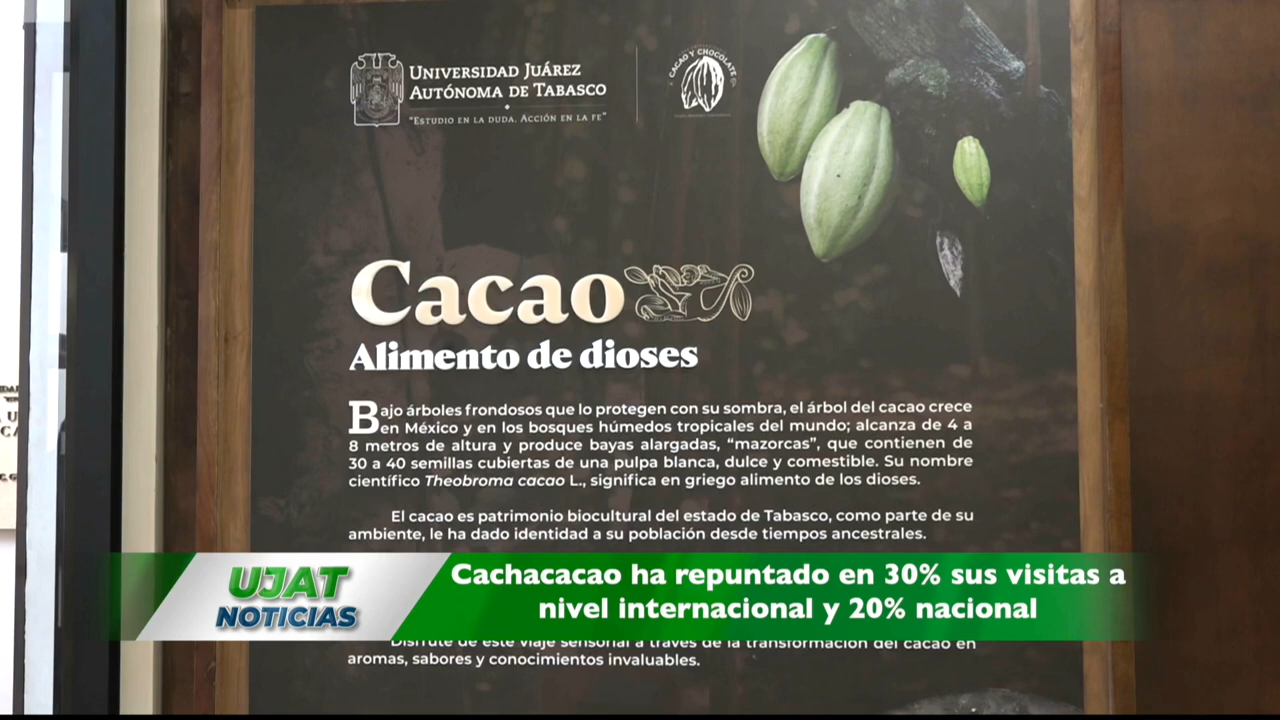 UNIVERSIDAD JUÁREZ
AUTÓNOMA DE TABASCO
"ESTUDIO EN LA DUDA. ACCIÓN EN LA FE"
CACAO Y CHOCOLATE
Cacao
Alimento de dioses
Bajo árboles frondosos que lo protegen con su sombra, el árbol del cacao crece
en México y en los bosques húmedos tropicales del mundo; alcanza de 4 a
8 metros de altura y produce bayas alargadas, “mazorcas”, que contienen de
30 a 40 semillas cubiertas de una pulpa blanca, dulce y comestible. Su nombre
científico Theobroma cacao L., significa en griego alimento de los dioses.
El cacao es patrimonio biocultural del estado de Tabasco, como parte de su
ambiente, le ha dado identidad a su población desde tiempos ancestrales.
UJAT
NOTICIAS
Cachacacao ha repuntado en 30% sus visitas a
nivel internacional y 20% nacional
Disfrute de este viaje sensorial a través de la transformación del cacao en
aromas, sabores y conocimientos invaluables.